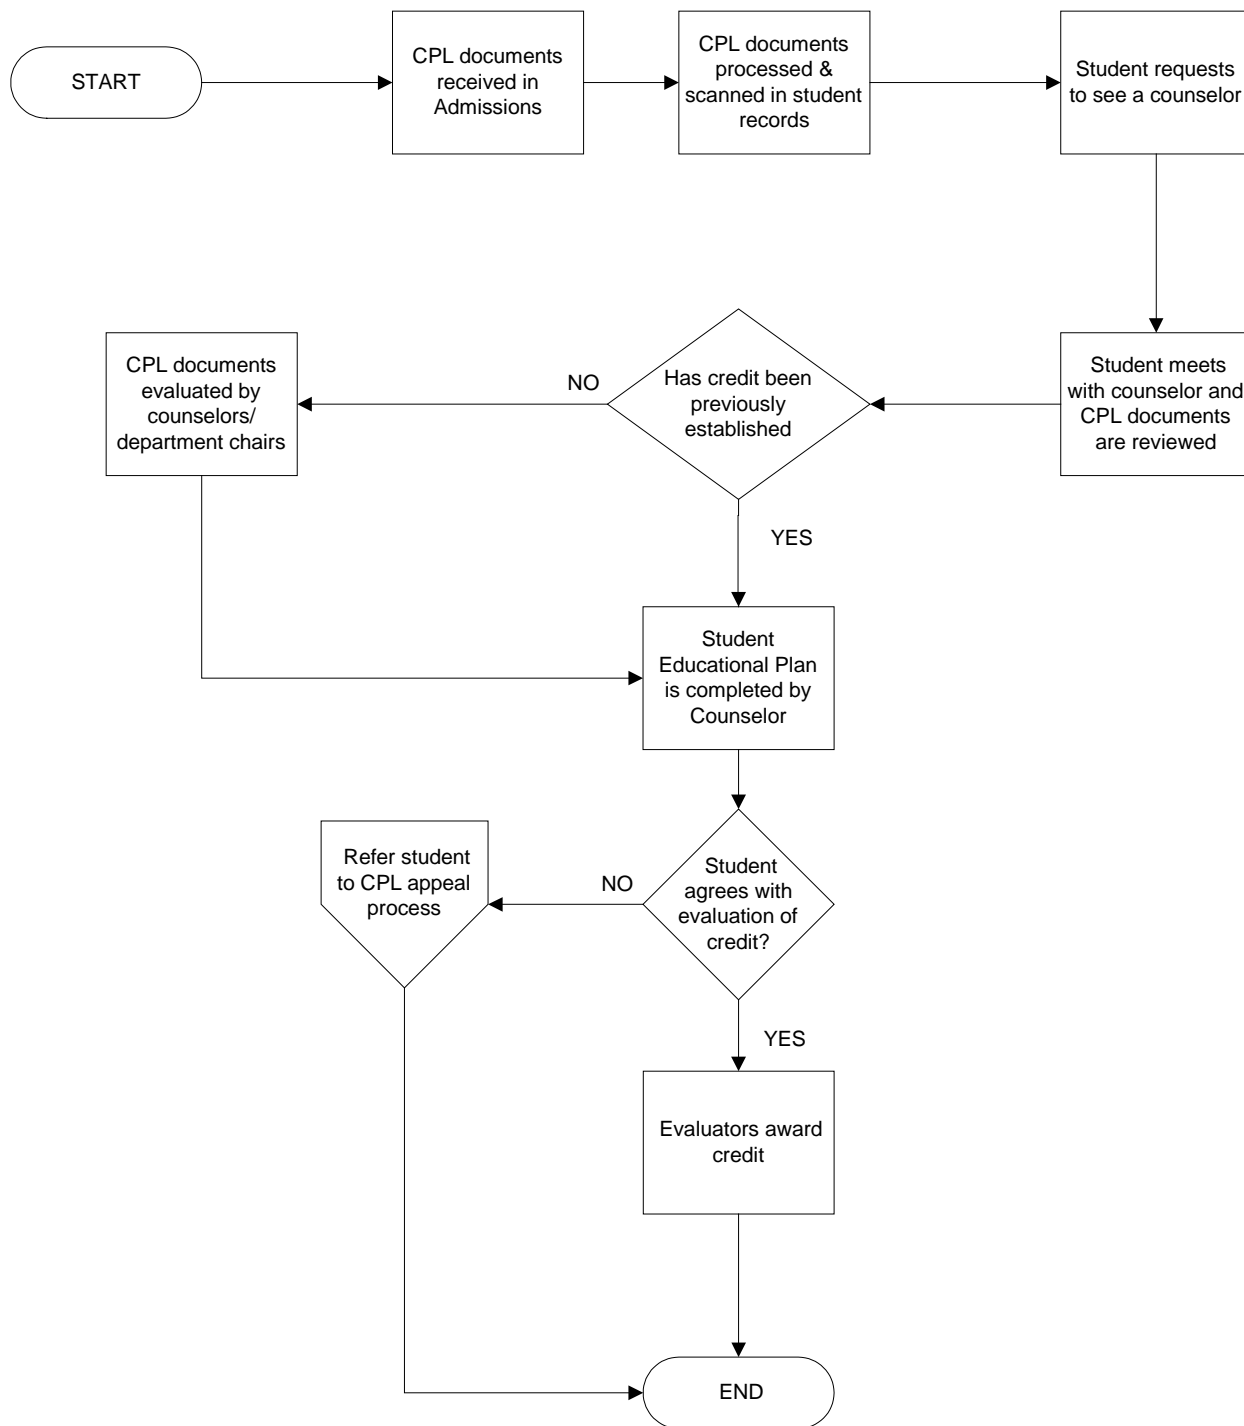 START
CPL documents
received in
Admissions
CPL documents
processed &
scanned in student
records
Student requests
to see a counselor
CPL documents
evaluated by
counselors/
department chairs
NO
Has credit been
previously
established
Student meets
with counselor and
CPL documents
are reviewed
YES
Student
Educational Plan
is completed by
Counselor
Refer student
to CPL appeal
process
NO
Student
agrees with
evaluation of
credit?
YES
Evaluators award
credit
END